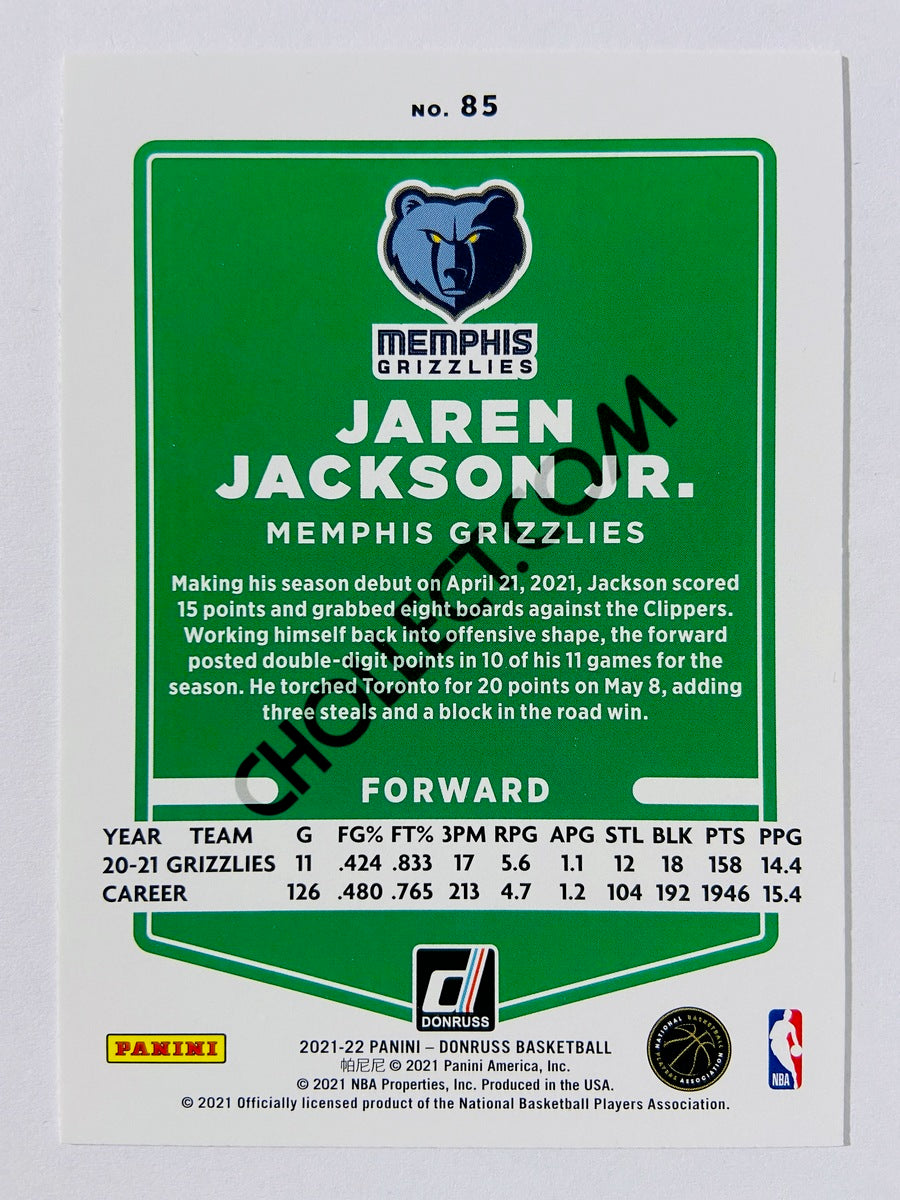 NO. 85
MEMPHIS
GRIZZLIES
JAREN
JACKSON JR.
MEMPHIS GRIZZLIES
Making his season debut on April 21, 2021, Jackson scored
15 points and grabbed eight boards against the Clippers.
Working himself back into offensive shape, the forward
posted double-digit points in 10 of his 11 games for the
season. He torched Toronto for 20 points on May 8, adding
three steals and a block in the road win.
CHOLLECT.COM
FORWARD
YEAR TEAM G FG% FT% 3PM RPG APG STL BLK PTS PPG
20-21 GRIZZLIES 11 .424 .833 17 5.6 1.1 12 18 158 14.4
CAREER 126 .480 .765 213 4.7 1.2 104 192 1946 15.4
d
DONRUSS
PANINI
2021-22 PANINI – DONRUSS BASKETBALL
帕尼尼 © 2021 Panini America, Inc.
© 2021 NBA Properties, Inc. Produced in the USA.
© 2021 Officially licensed product of the National Basketball Players Association.
NATIONAL BASKETBALL PLAYERS ASSOCIATION
NBA